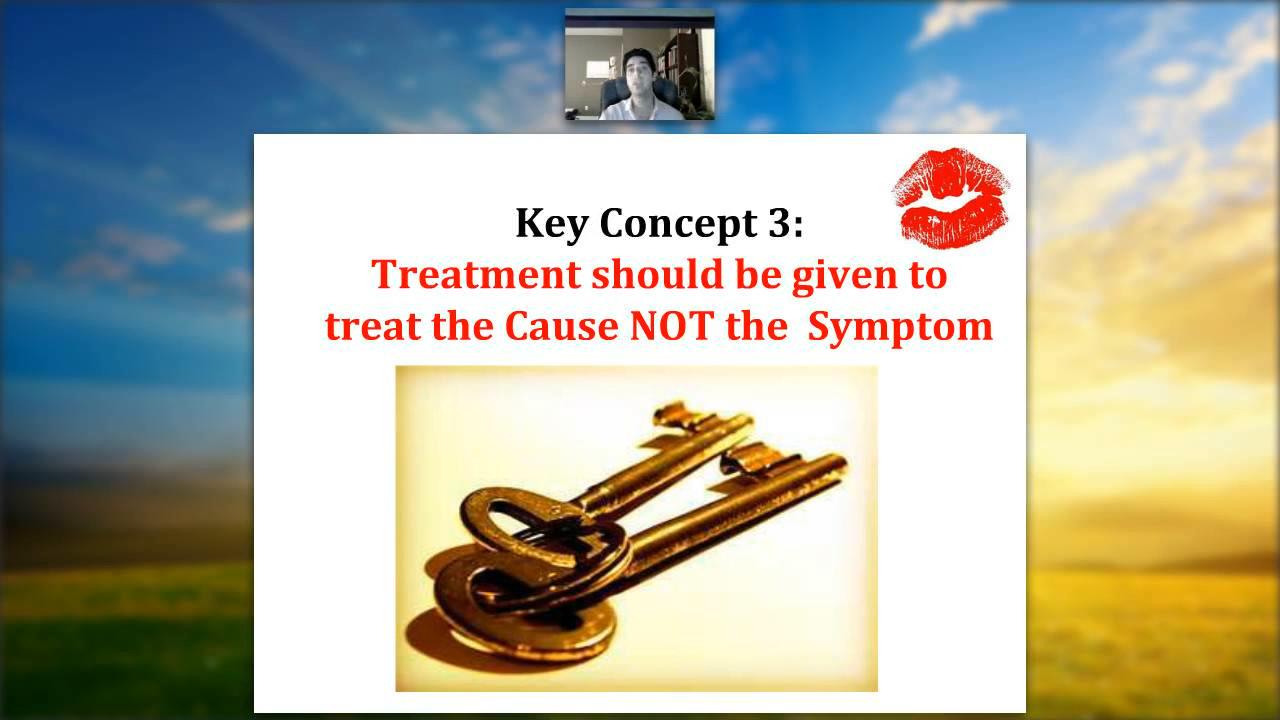 Key Concept 3:
Treatment should be given to
treat the Cause NOT the  Symptom